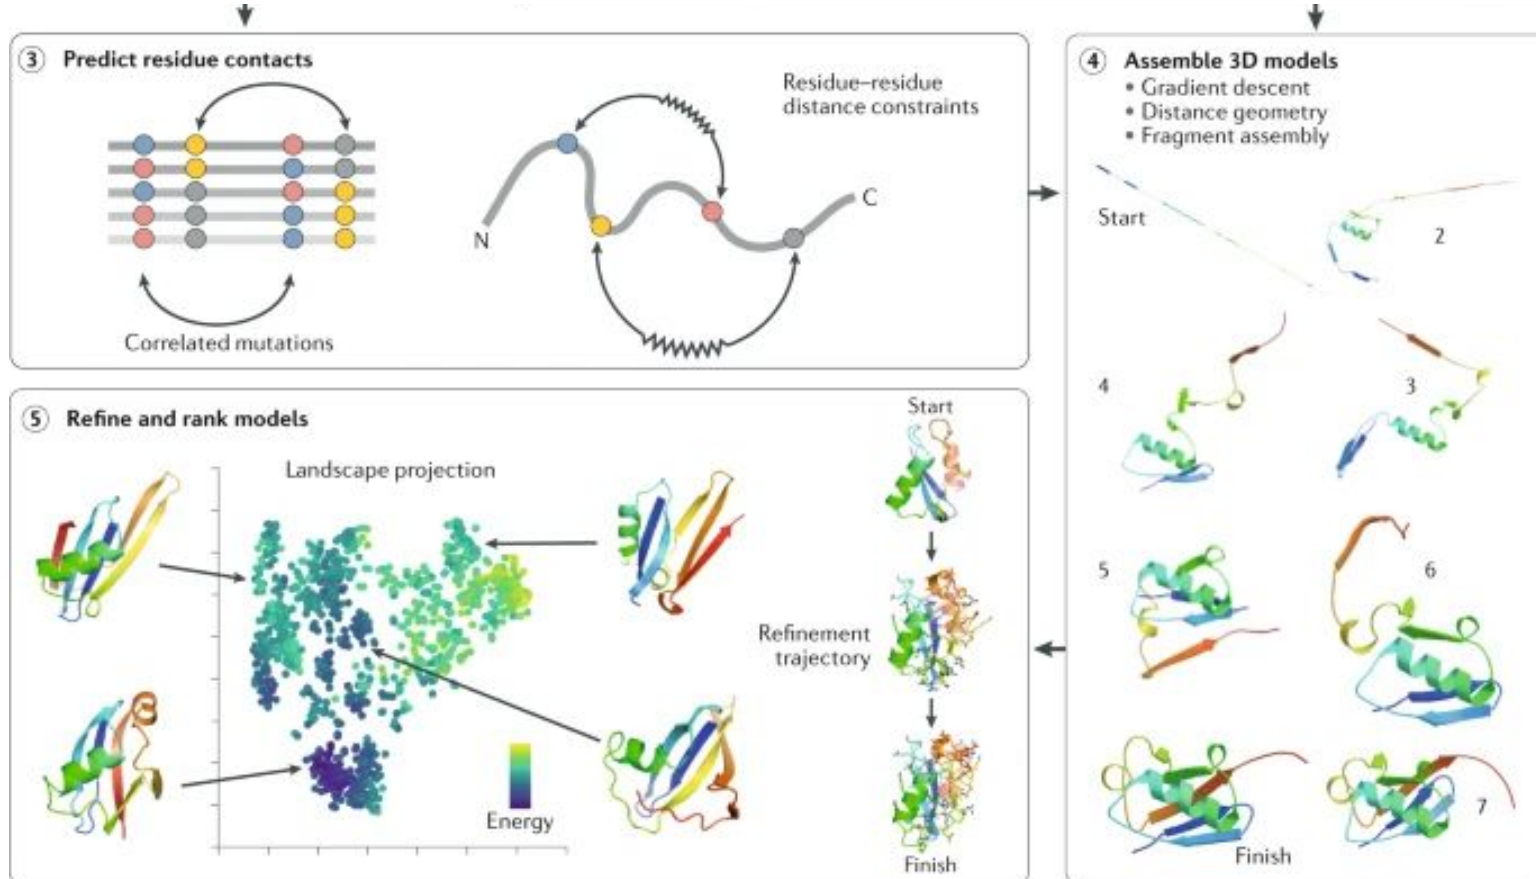 3 Predict residue contacts
Residue–residue
distance constraints
N
C
Correlated mutations
4 Assemble 3D models
• Gradient descent
• Distance geometry
• Fragment assembly
Start
2
4
3
5
6
7
Finish
5 Refine and rank models
Landscape projection
Energy
Start
Refinement
trajectory
Finish